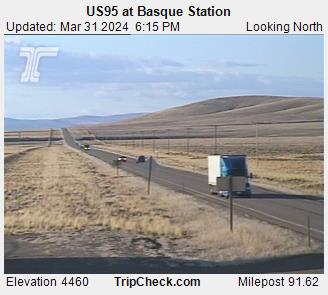 US95 at Basque Station
Updated: Mar 31 2024 6:15 PM Looking North
Elevation 4460 TripCheck.com Milepost 91.62